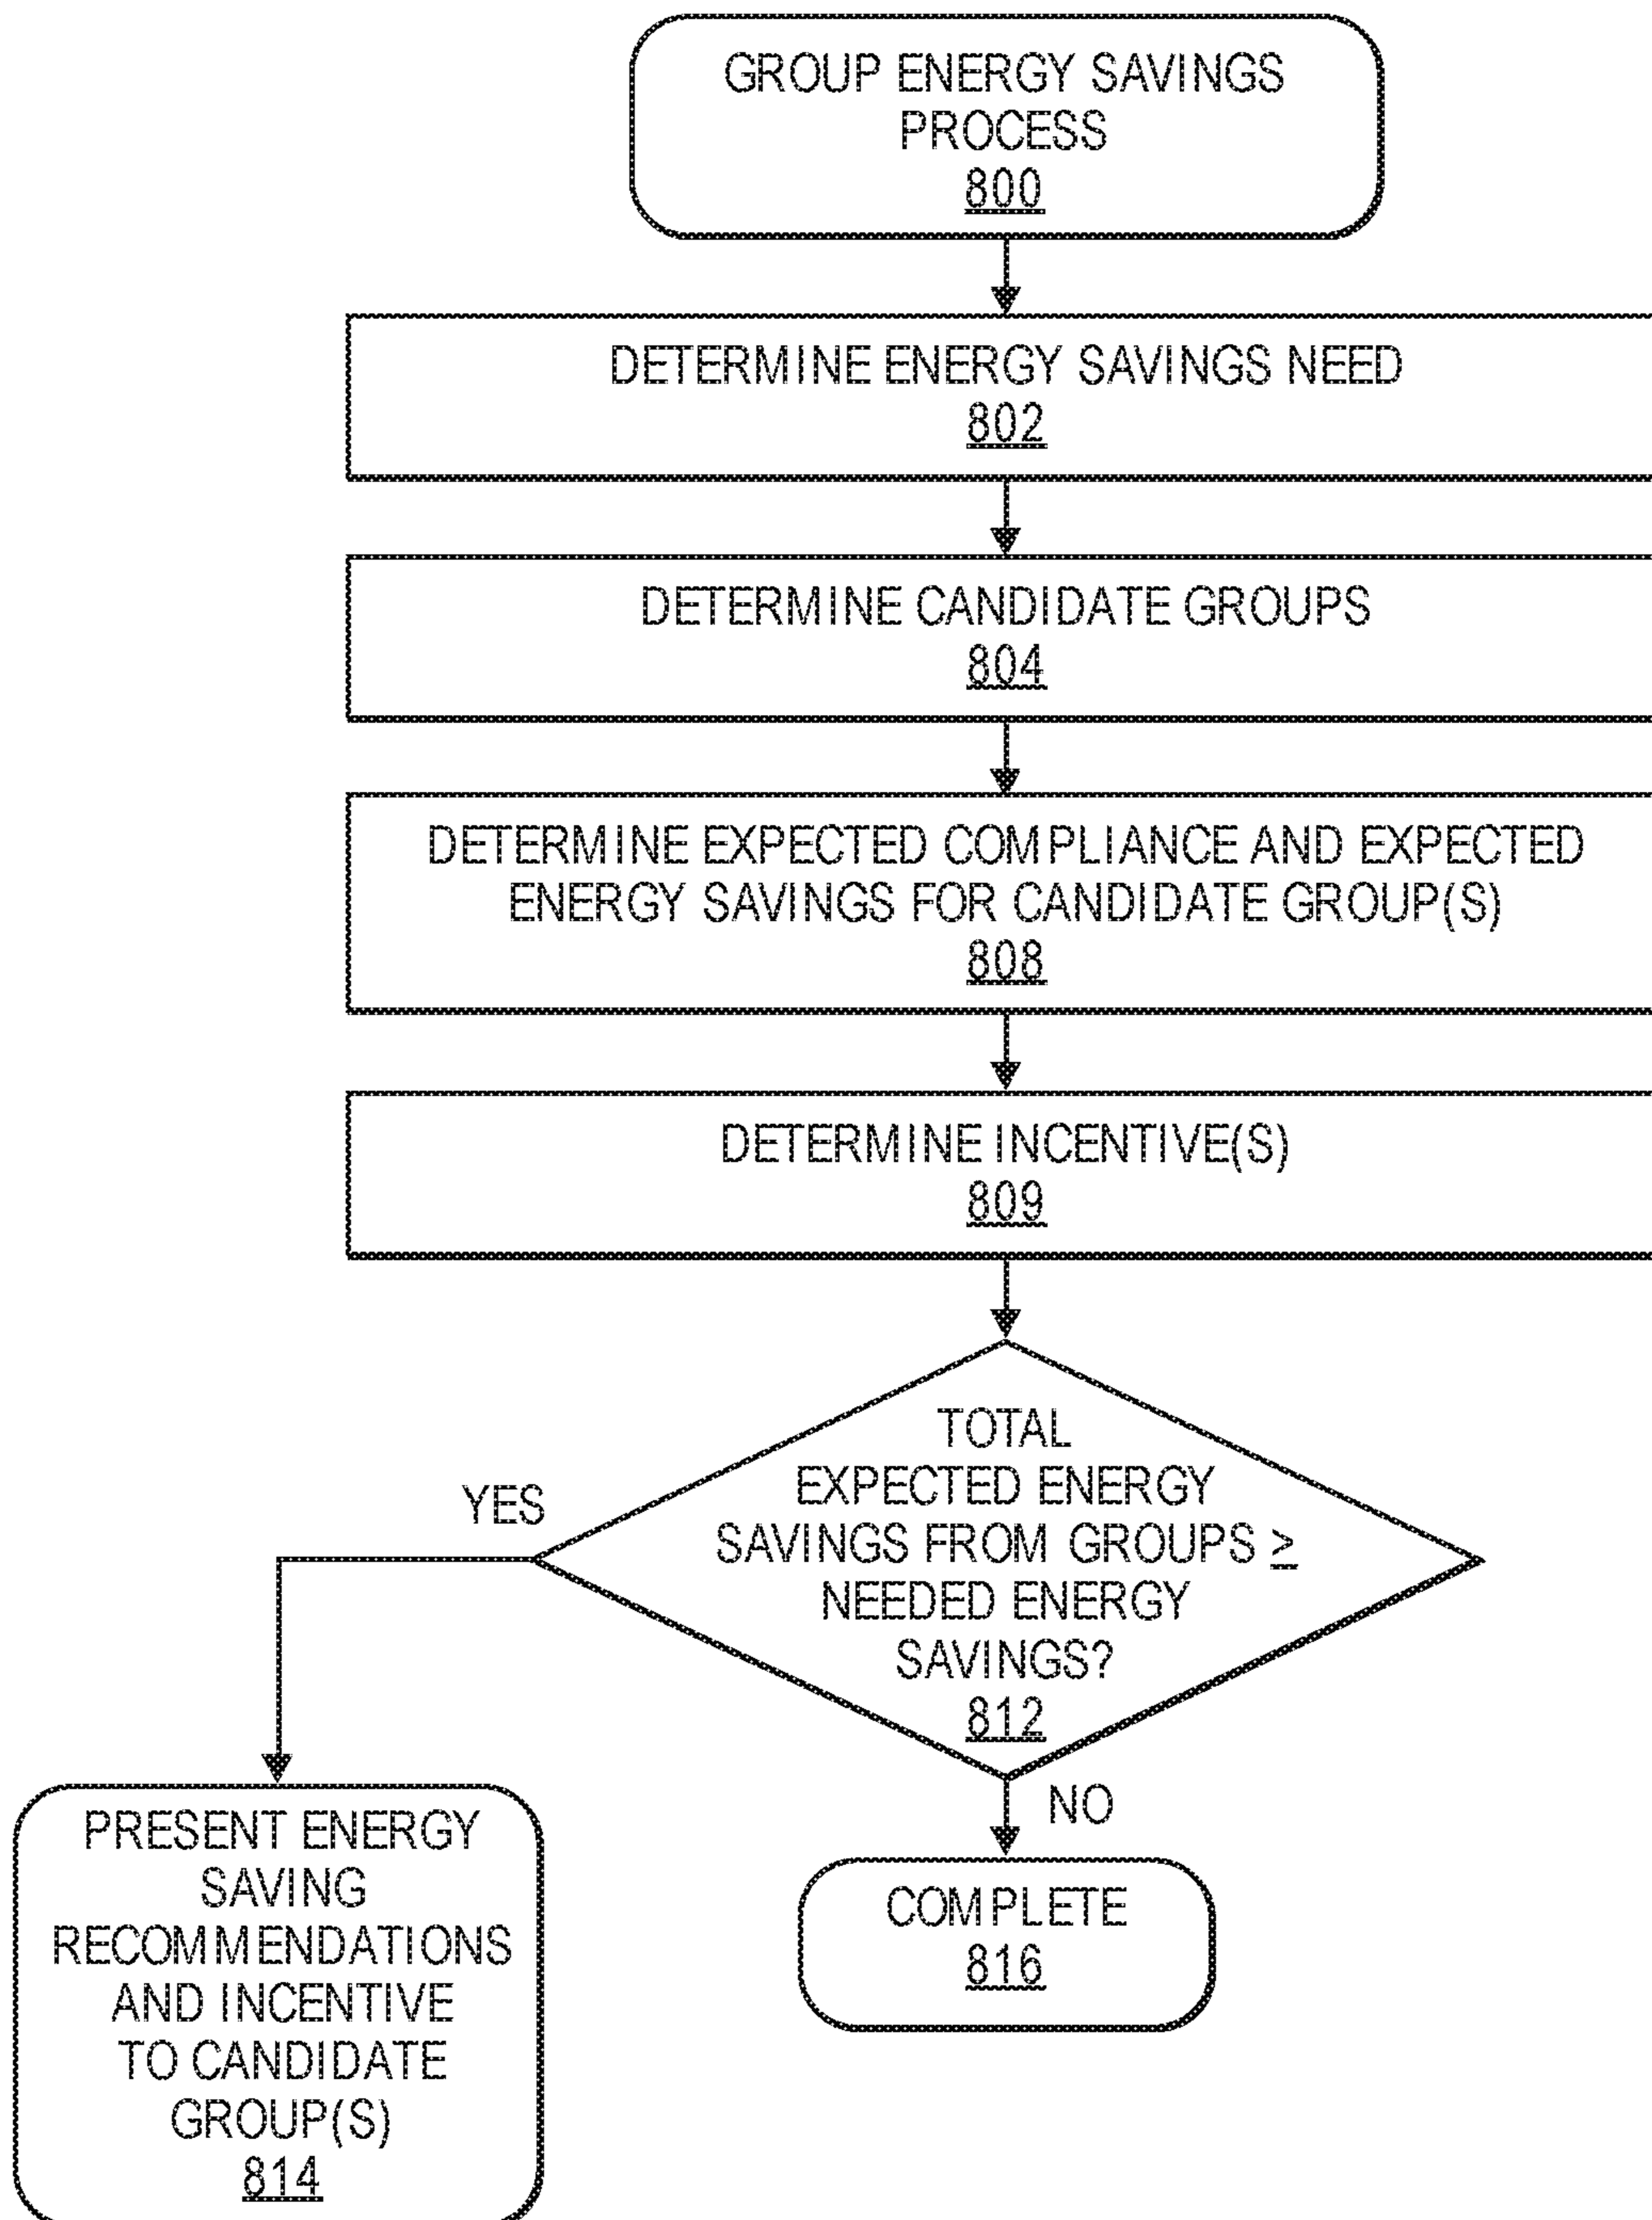 GROUP ENERGY SAVINGS
PROCESS
800
DETERMINE ENERGY SAVINGS NEED
802
DETERMINE CANDIDATE GROUPS
804
DETERMINE EXPECTED COMPLIANCE AND EXPECTED
ENERGY SAVINGS FOR CANDIDATE GROUP(S)
808
DETERMINE INCENTIVE(S)
809
TOTAL
EXPECTED ENERGY
SAVINGS FROM GROUPS ≥
NEEDED ENERGY
SAVINGS?
812
YES
NO
PRESENT ENERGY
SAVING
RECOMMENDATIONS
AND INCENTIVE
TO CANDIDATE
GROUP(S)
814
COMPLETE
816